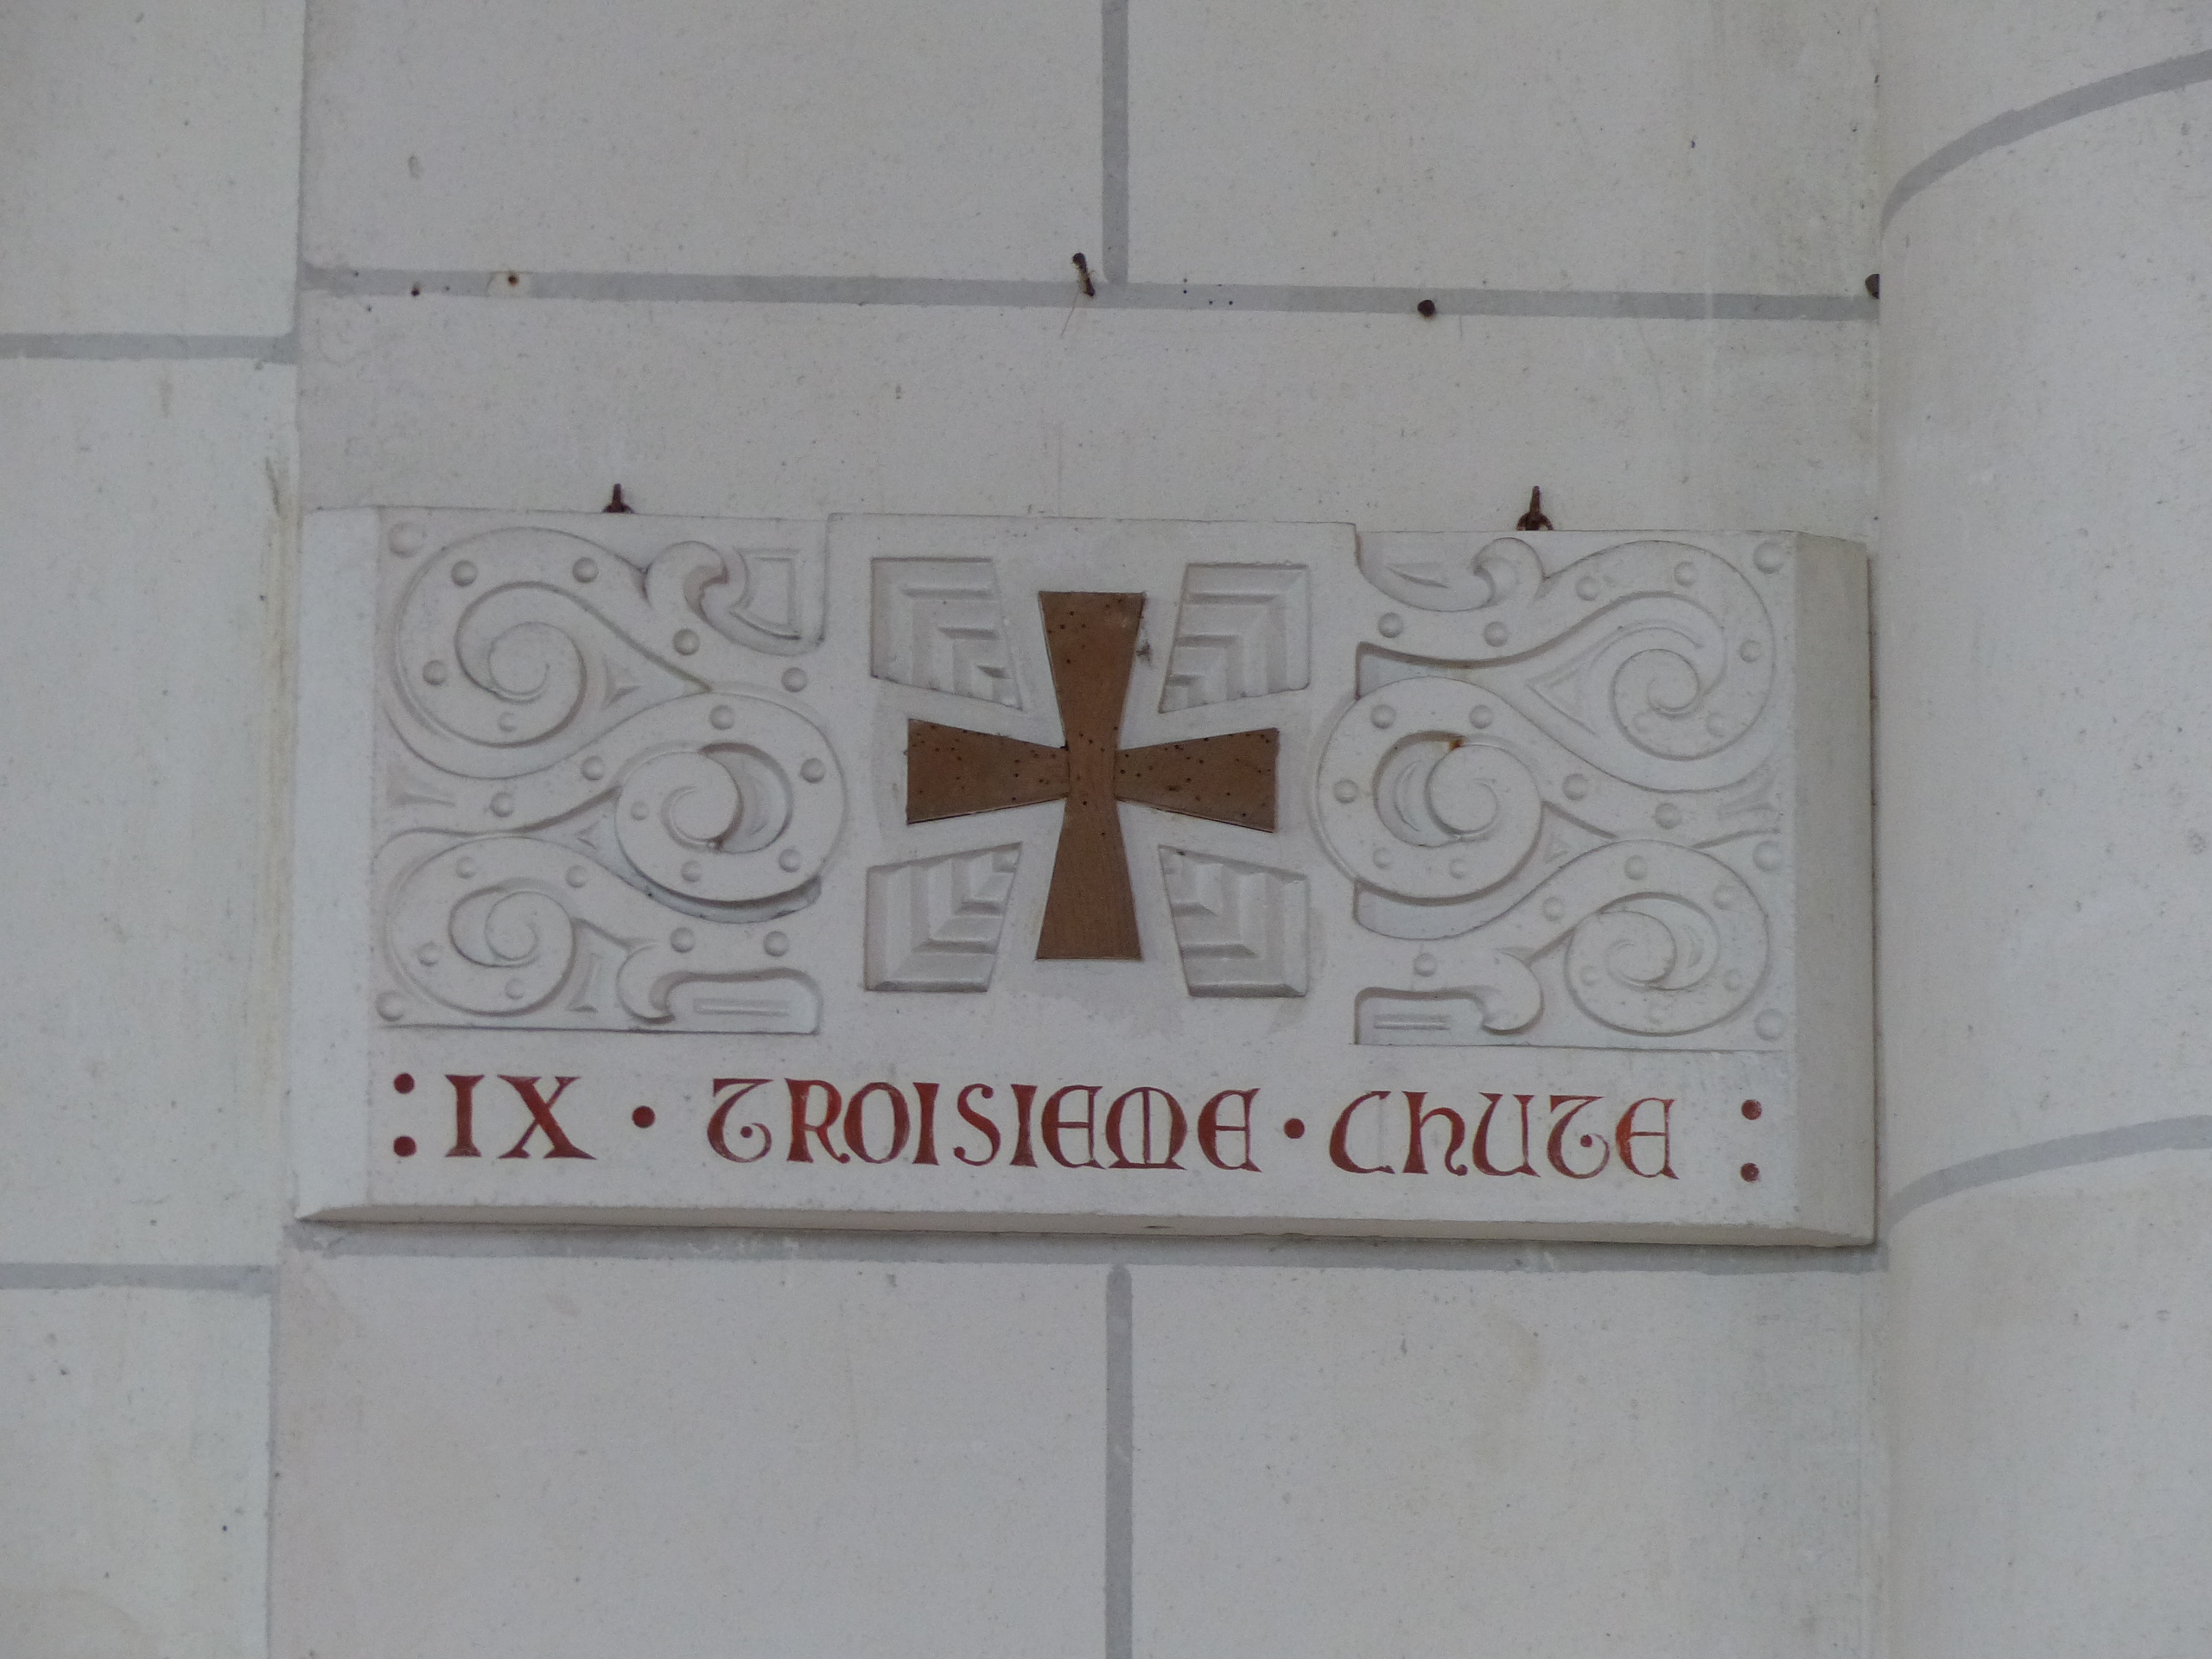 : IX · TROISIEME · ChUTE :